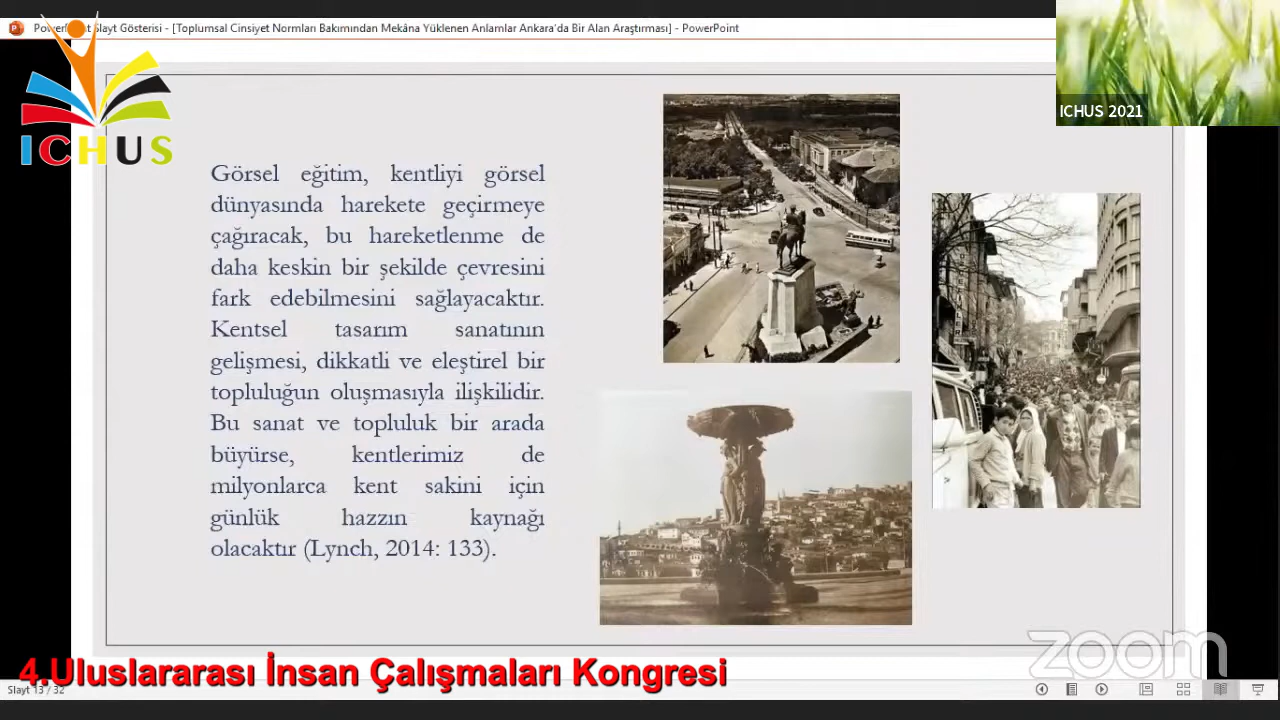 PowerPoint Slayt Gösterisi - [Toplumsal Cinsiyet Normları Bakımından Mekâna Yüklenen Anlamlar Ankara'da Bir Alan Araştırması] - PowerPoint
ICHUS
ICHUS 2021
Görsel eğitim, kentliyi görsel
dünyasında harekete geçirmeye
çağıracak, bu hareketlenme de
daha keskin bir şekilde çevresini
fark edebilmesini sağlayacaktır.
Kentsel tasarım sanatının
gelişmesi, dikkatli ve eleştirel bir
topluluğun oluşmasıyla ilişkilidir.
Bu sanat ve topluluk bir arada
büyürse, kentlerimiz de
milyonlarca kent sakini için
günlük hazzın kaynağı
olacaktır (Lynch, 2014: 133).
zoom
4.Uluslararası İnsan Çalışmaları Kongresi
Slayt 13 / 32